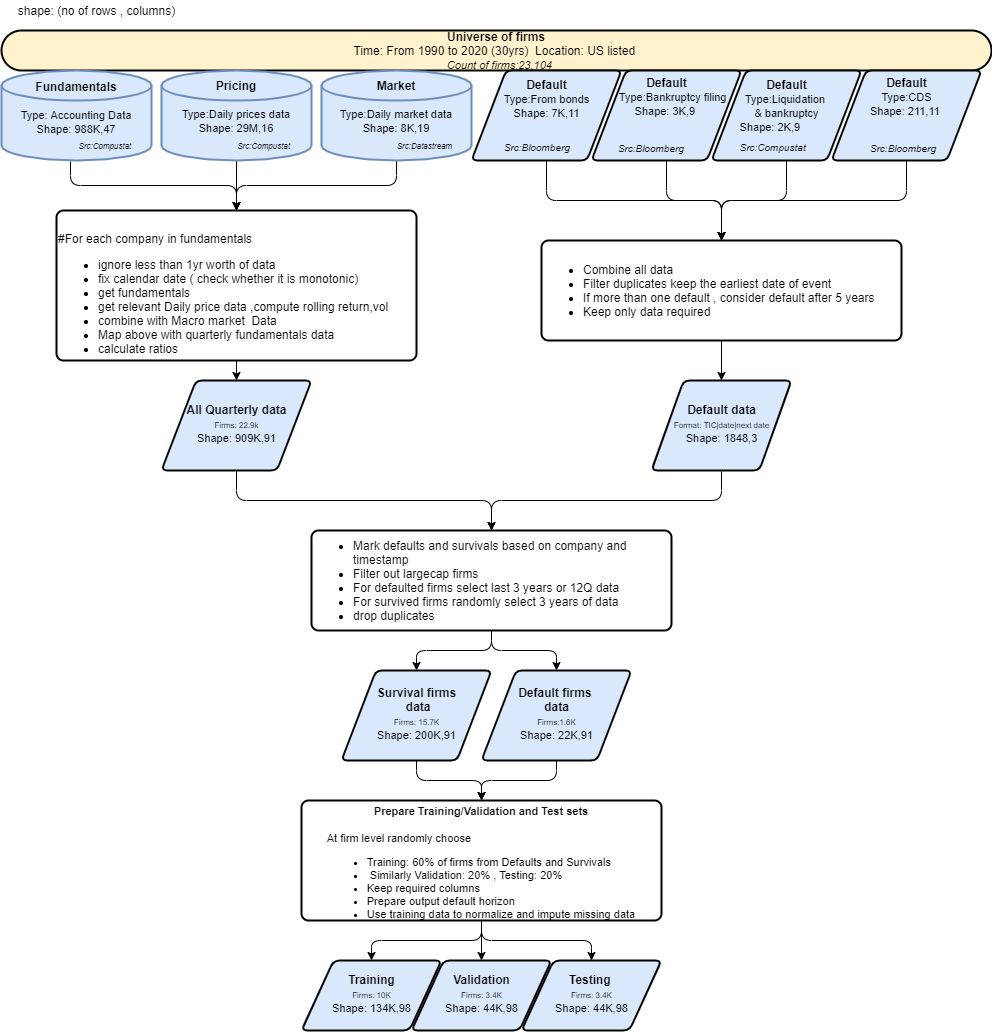 shape: (no of rows , columns)
Universe of firms
Time: From 1990 to 2020 (30yrs)  Location: US listed
Count of firms:23,104
Fundamentals
Type: Accounting Data
Shape: 988K,47
Src:Compustat
Pricing
Type:Daily prices data
Shape: 29M,16
Src:Compustat
Market
Type:Daily market data
Shape: 8K,19
Src:Datastream
Default
Type:From bonds
Shape: 7K,11
Src:Bloomberg
Default
Type:Bankruptcy filing
Shape: 3K,9
Src:Bloomberg
Default
Type:Liquidation
& bankruptcy
Shape: 2K,9
Src:Compustat
Default
Type:CDS
Shape: 211,11
Src:Bloomberg
#For each company in fundamentals
• ignore less than 1yr worth of data
• fix calendar date ( check whether it is monotonic)
• get fundamentals
• get relevant Daily price data ,compute rolling return,vol
• combine with Macro market  Data
• Map above with quarterly fundamentals data
• calculate ratios
• Combine all data
• Filter duplicates keep the earliest date of event
• If more than one default , consider default after 5 years
• Keep only data required
All Quarterly data
Firms: 22.9k
Shape: 909K,91
Default data
Format: TIC|date|next date
Shape: 1848,3
• Mark defaults and survivals based on company and
timestamp
• Filter out largecap firms
• For defaulted firms select last 3 years or 12Q data
• For survived firms randomly select 3 years of data
• drop duplicates
Survival firms
data
Firms: 15.7K
Shape: 200K,91
Default firms
data
Firms:1.6K
Shape: 22K,91
Prepare Training/Validation and Test sets
At firm level randomly choose
• Training: 60% of firms from Defaults and Survivals
• Similarly Validation: 20% , Testing: 20%
• Keep required columns
• Prepare output default horizon
• Use training data to normalize and impute missing data
Training
Firms: 10K
Shape: 134K,98
Validation
Firms: 3.4K
Shape: 44K,98
Testing
Firms: 3.4K
Shape: 44K,98